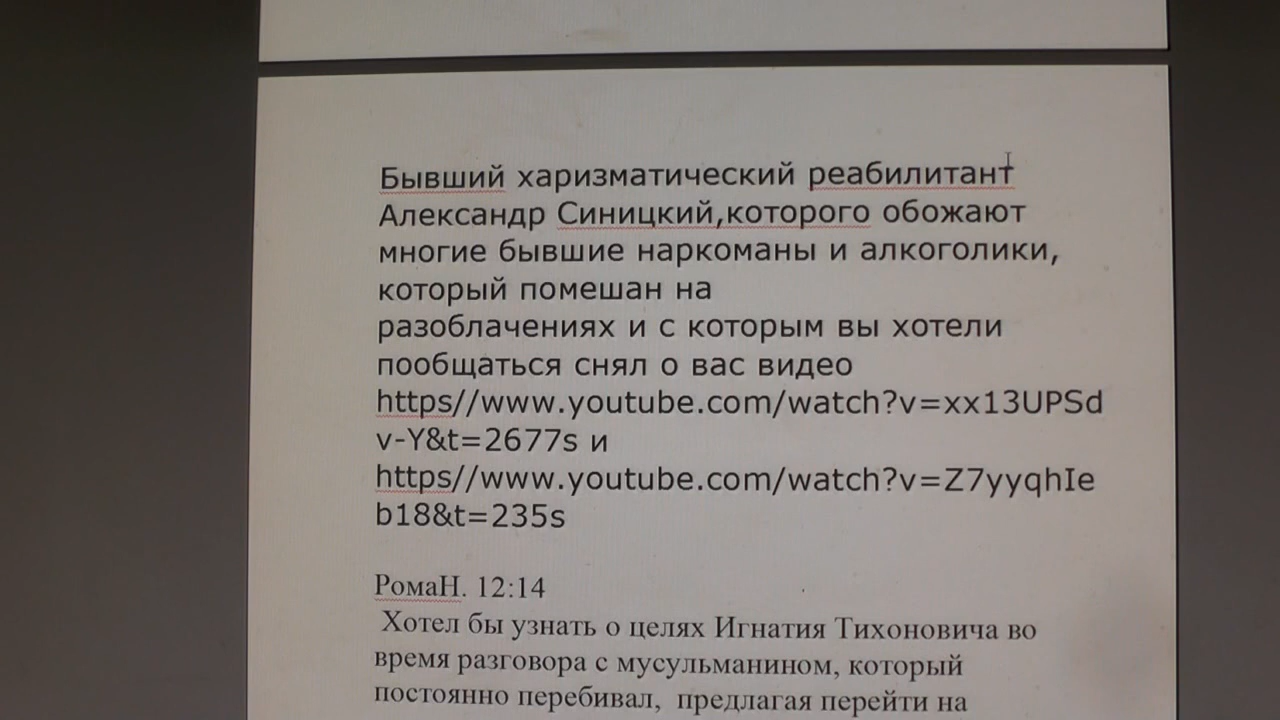 Бывший харизматический реабилитант
Александр Синицкий,которого обожают
многие бывшие наркоманы и алкоголики,
который помешан на
разоблачениях и с которым вы хотели
пообщаться снял о вас видео
https//www.youtube.com/watch?v=xx13UPSd
v-Y&t=2677s и
https//www.youtube.com/watch?v=Z7yyqhIe
b18&t=235s
РомаН. 12:14
Хотел бы узнать о целях Игнатия Тихоновича во
время разговора с мусульманином, который
постоянно перебивал,  предлагая перейти на